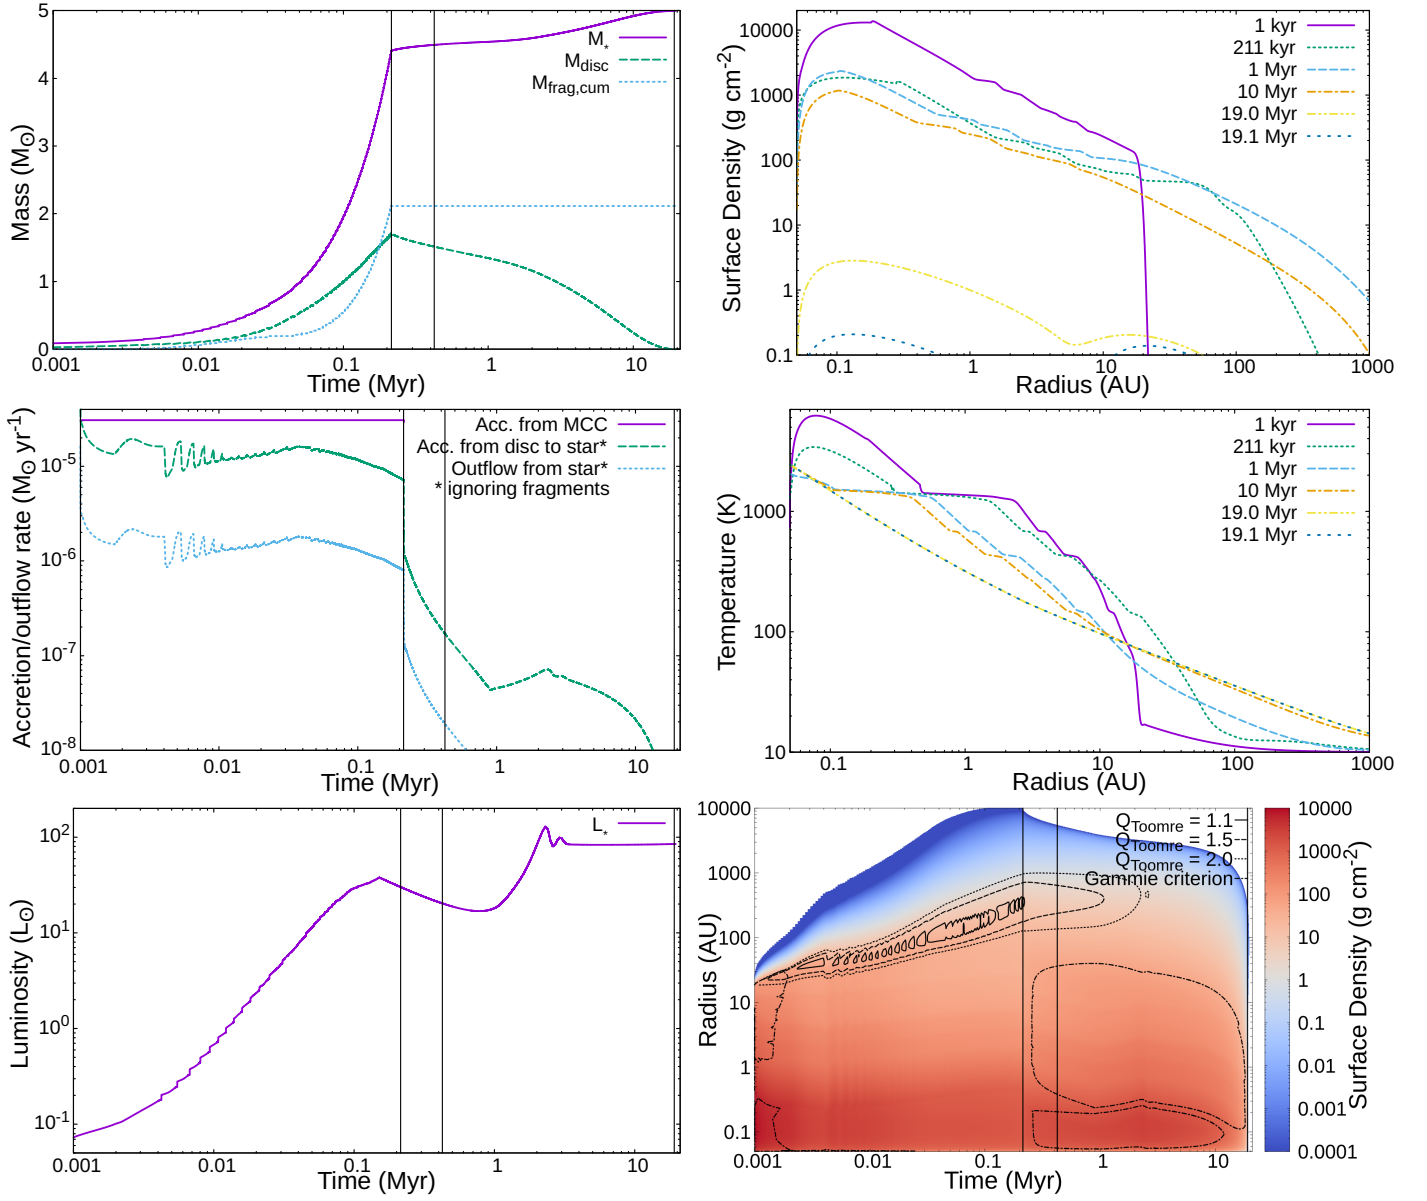 Mass (M⊙)
5
4
3
2
1
0
M*
Mdisc
Mfrag,cum
0.001 0.01 0.1 1 10
Time (Myr)
Surface Density (g cm-2)
10000
1000
100
10
1
0.1
1 kyr
211 kyr
1 Myr
10 Myr
19.0 Myr
19.1 Myr
0.1 1 10 100 1000
Radius (AU)
Accretion/outflow rate (M⊙ yr-1)
10-5
10-6
10-7
10-8
Acc. from MCC
Acc. from disc to star*
Outflow from star*
* ignoring fragments
0.001 0.01 0.1 1 10
Time (Myr)
Temperature (K)
1000
100
10
1 kyr
211 kyr
1 Myr
10 Myr
19.0 Myr
19.1 Myr
0.1 1 10 100 1000
Radius (AU)
Luminosity (L⊙)
102
101
100
10-1
L*
0.001 0.01 0.1 1 10
Time (Myr)
Radius (AU)
10000
1000
100
10
1
0.1
QToomre = 1.1
QToomre = 1.5
QToomre = 2.0
Gammie criterion
0.001 0.01 0.1 1 10
Time (Myr)
10000
1000
100
10
1
0.1
0.01
0.001
0.0001
Surface Density (g cm-2)